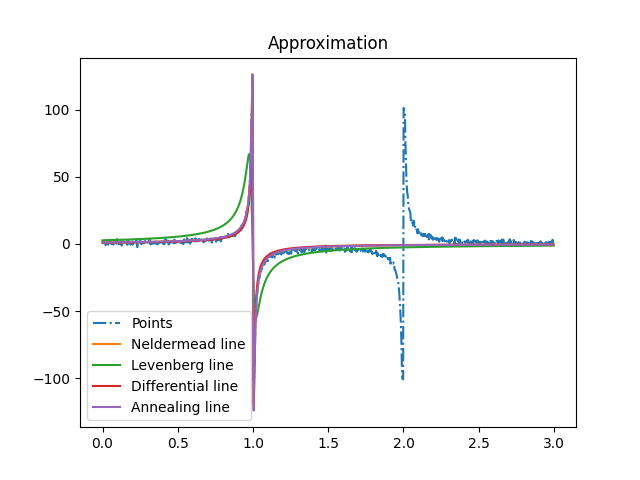 Approximation
100
50
0
−50
−100
Points
Neldermead line
Levenberg line
Differential line
Annealing line
0.0 0.5 1.0 1.5 2.0 2.5 3.0